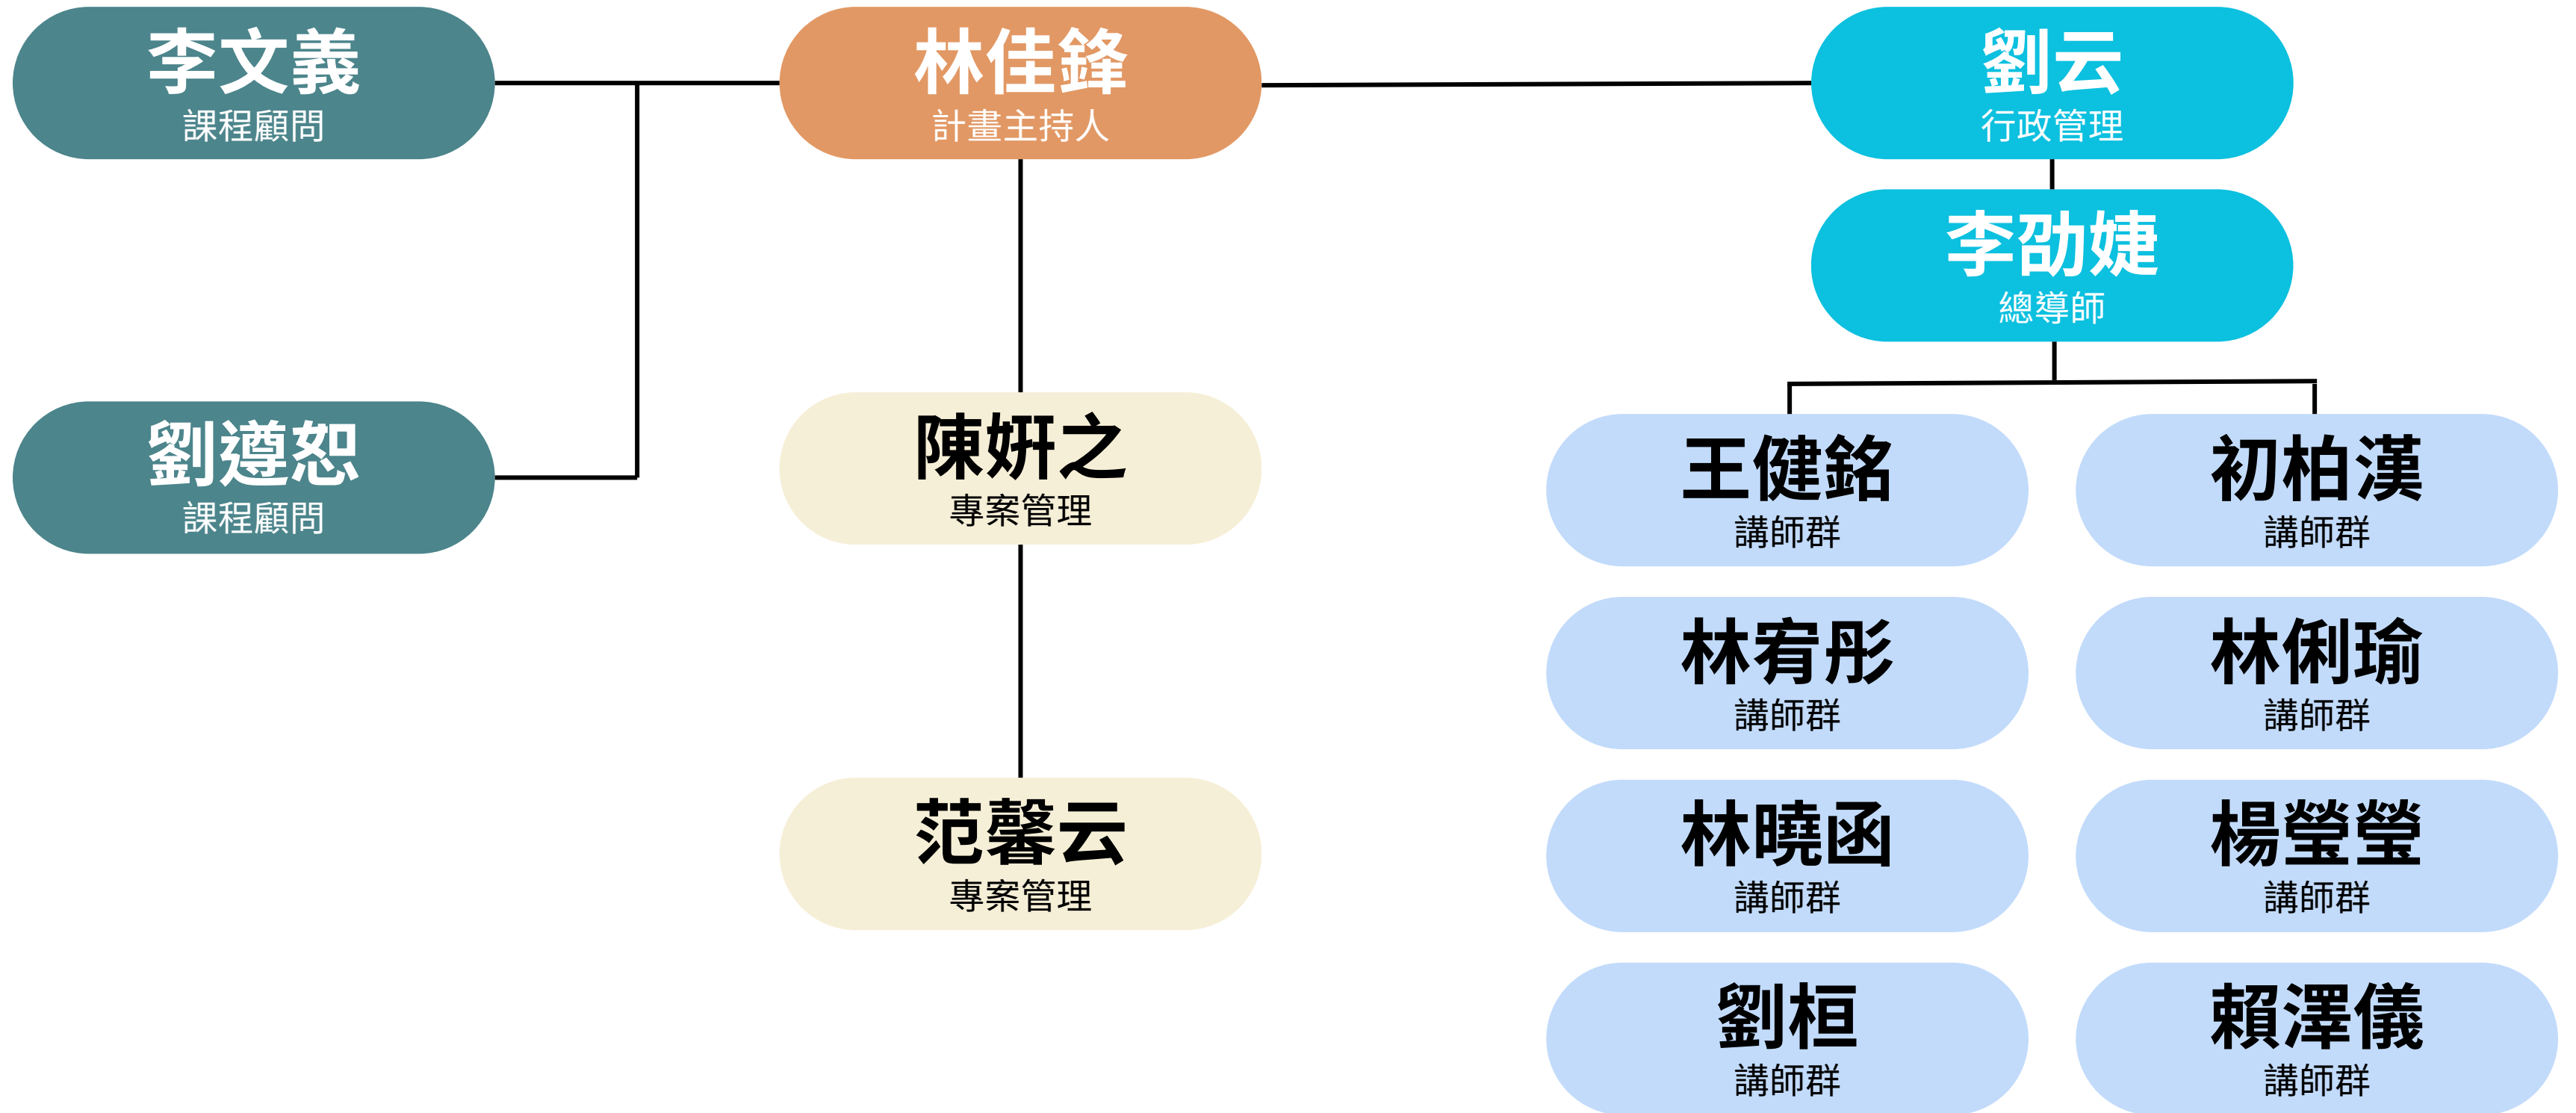 李文義
課程顧問
林佳鋒
計畫主持人
劉云
行政管理
李劭婕
總導師
劉遵恕
課程顧問
陳妍之
專案管理
王健銘
講師群
初柏漢
講師群
林宥彤
講師群
林俐瑜
講師群
范馨云
專案管理
林曉函
講師群
楊瑩瑩
講師群
劉桓
講師群
賴澤儀
講師群